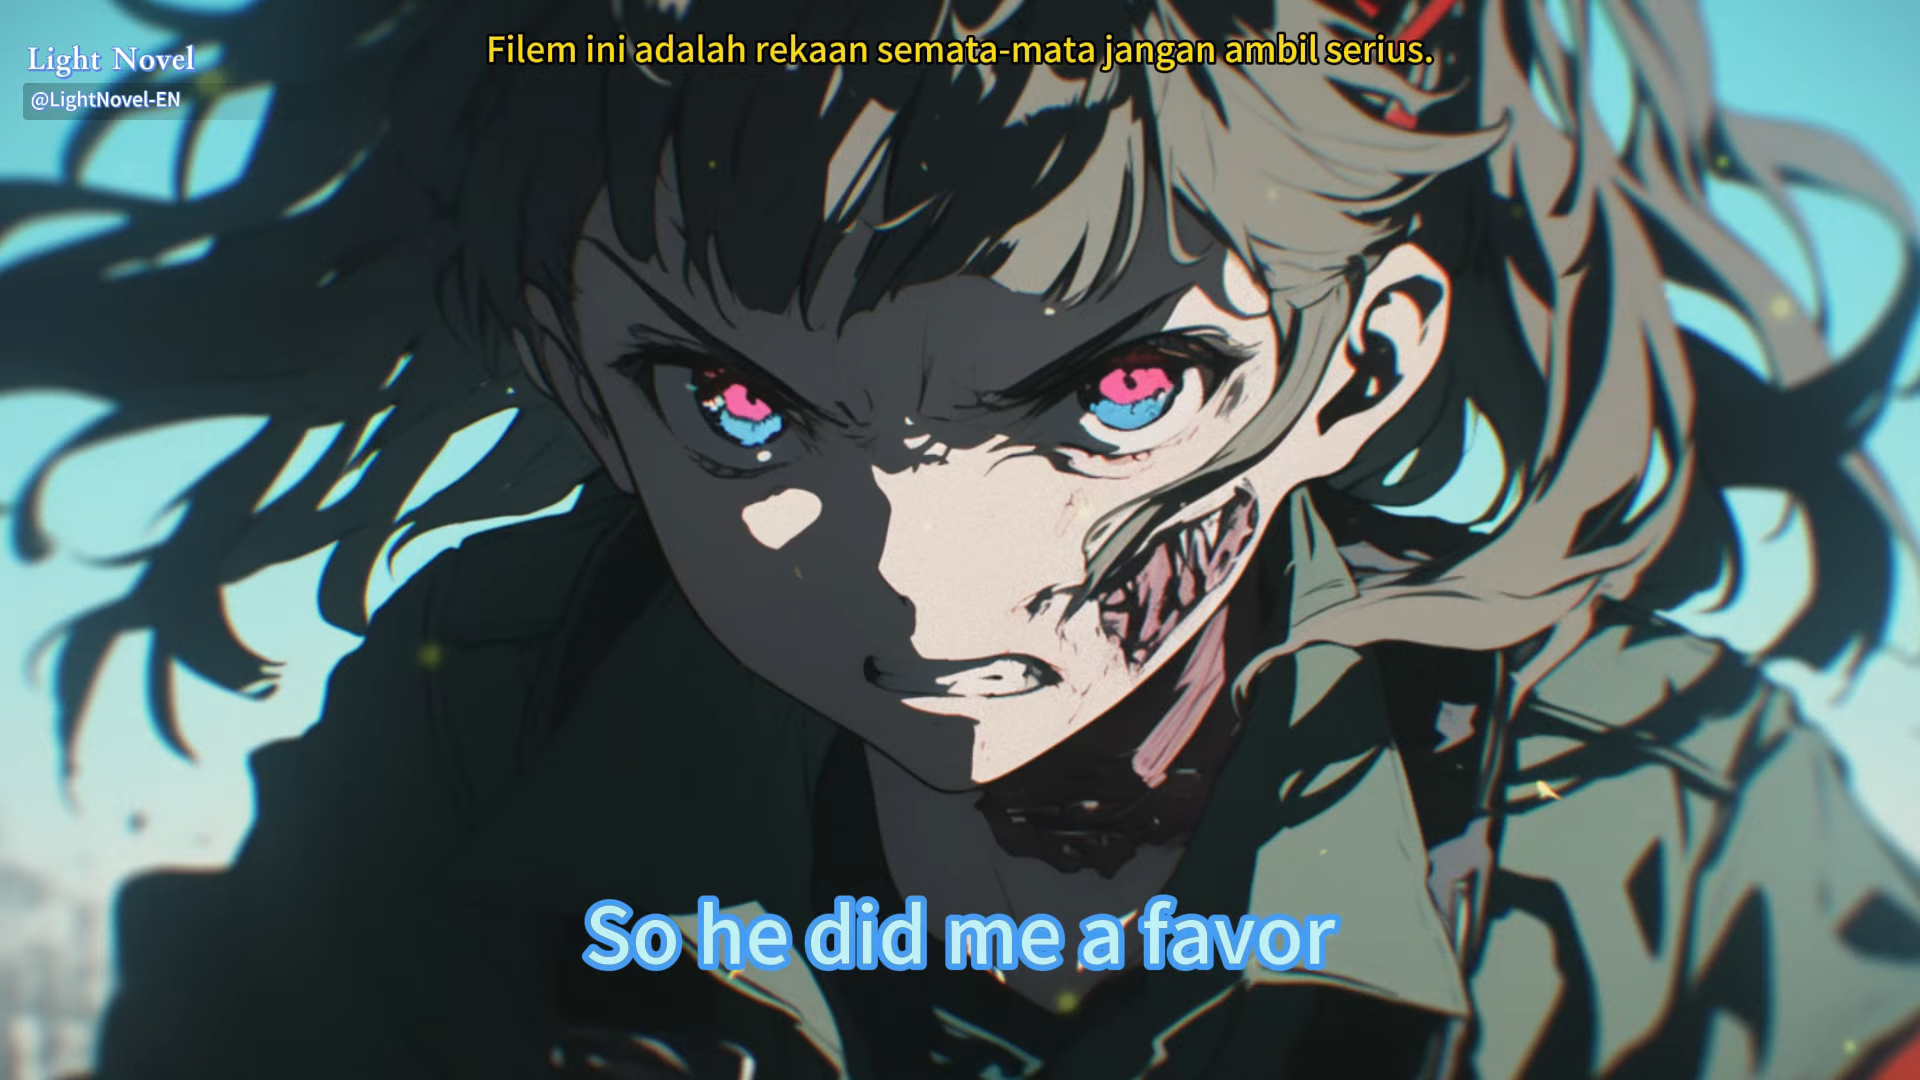 Filem ini adalah rekaan semata-mata jangan ambil serius.
Light Novel
@LightNovel-EN
So he did me a favor